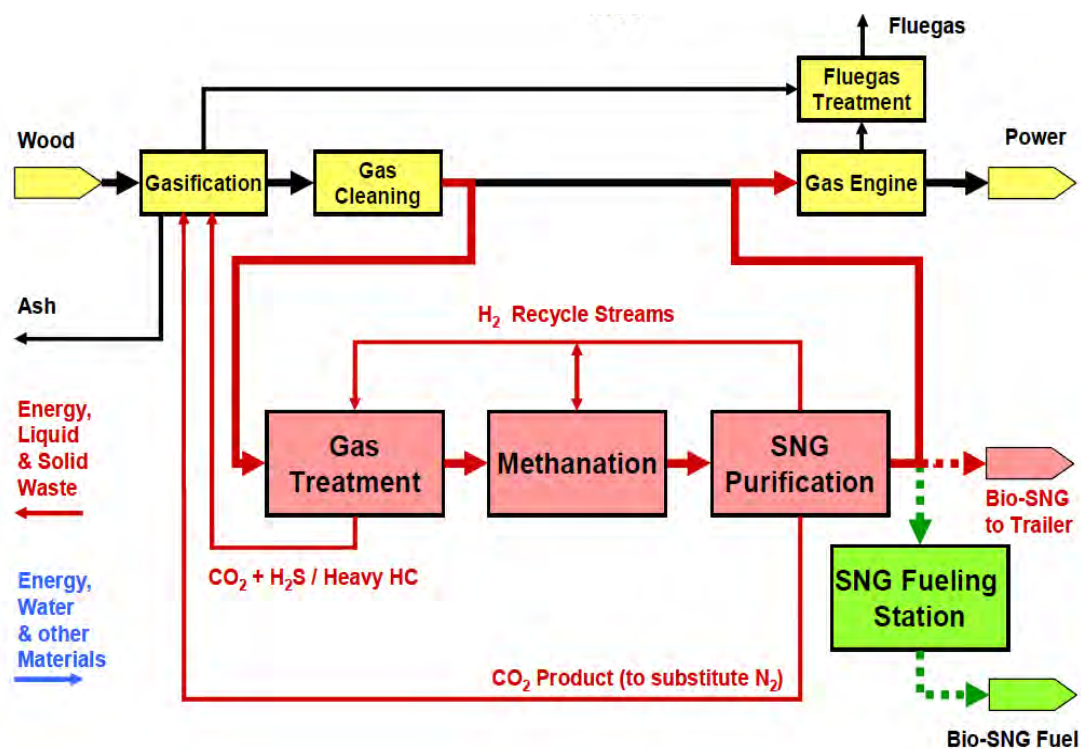 Fluegas
Fluegas
Treatment
Wood
Power
Gasification
Gas
Cleaning
Gas Engine
Ash
H₂ Recycle Streams
Energy,
Liquid
& Solid
Waste
Gas
Treatment
Methanation
SNG
Purification
Bio-SNG
to Trailer
CO₂ + H₂S / Heavy HC
Energy,
Water
& other
Materials
SNG Fueling
Station
CO₂ Product (to substitute N₂)
Bio-SNG Fuel